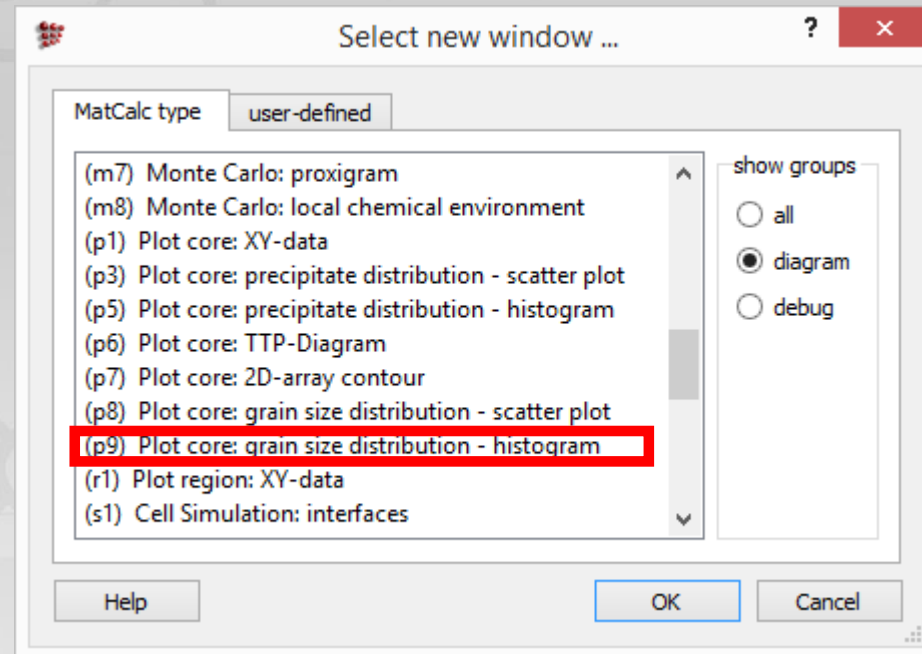 Select new window ...
?
×
MatCalc type
user-defined
(m7) Monte Carlo: proxigram
(m8) Monte Carlo: local chemical environment
(p1) Plot core: XY-data
(p3) Plot core: precipitate distribution - scatter plot
(p5) Plot core: precipitate distribution - histogram
(p6) Plot core: TTP-Diagram
(p7) Plot core: 2D-array contour
(p8) Plot core: grain size distribution - scatter plot
(p9) Plot core: grain size distribution - histogram
(r1) Plot region: XY-data
(s1) Cell Simulation: interfaces
show groups
all
diagram
debug
Help
OK
Cancel